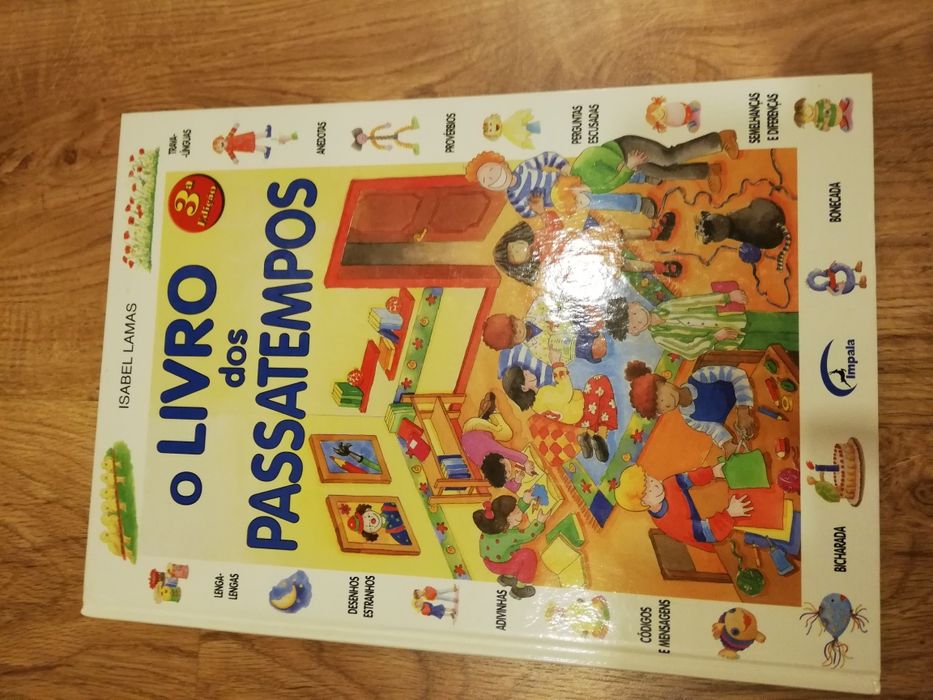 ISABEL LAMAS
O LIVRO
dos
PASSATEMPOS
3ª
Edição
LENGA-
LENGAS
DESENHOS
ESTRANHOS
ADIVINHAS
CÓDIGOS
E MENSAGENS
TRAVA-
-LÍNGUAS
ANEDOTAS
PROVÉRBIOS
PERGUNTAS
ESCUSADAS
SEMELHANÇAS
E DIFERENÇAS
BICHARADA
Impala
BONECADA